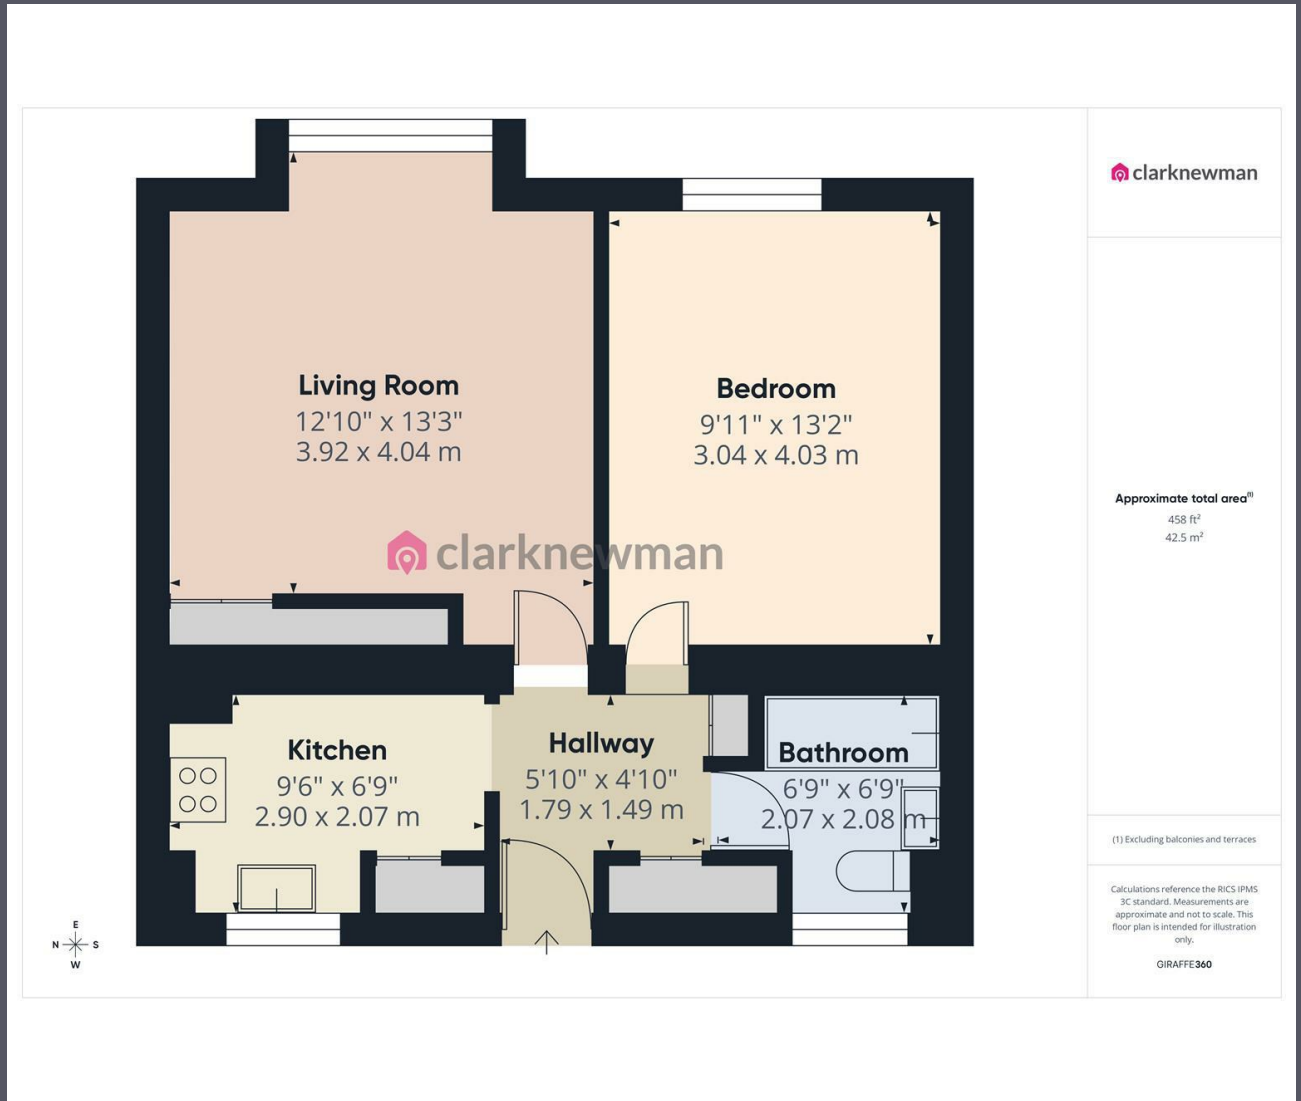 Living Room
12'10" x 13'3"
3.92 x 4.04 m
Bedroom
9'11" x 13'2"
3.04 x 4.03 m
clarknewman
Kitchen
9'6" x 6'9"
2.90 x 2.07 m
Hallway
5'10" x 4'10"
1.79 x 1.49 m
Bathroom
6'9" x 6'9"
2.07 x 2.08 m
E
N S
W
clarknewman
Approximate total area(1)
458 ft²
42.5 m²
(1) Excluding balconies and terraces
Calculations reference the RICS IPMS
3C standard. Measurements are
approximate and not to scale. This
floor plan is intended for illustration
only.
GIRAFFE360